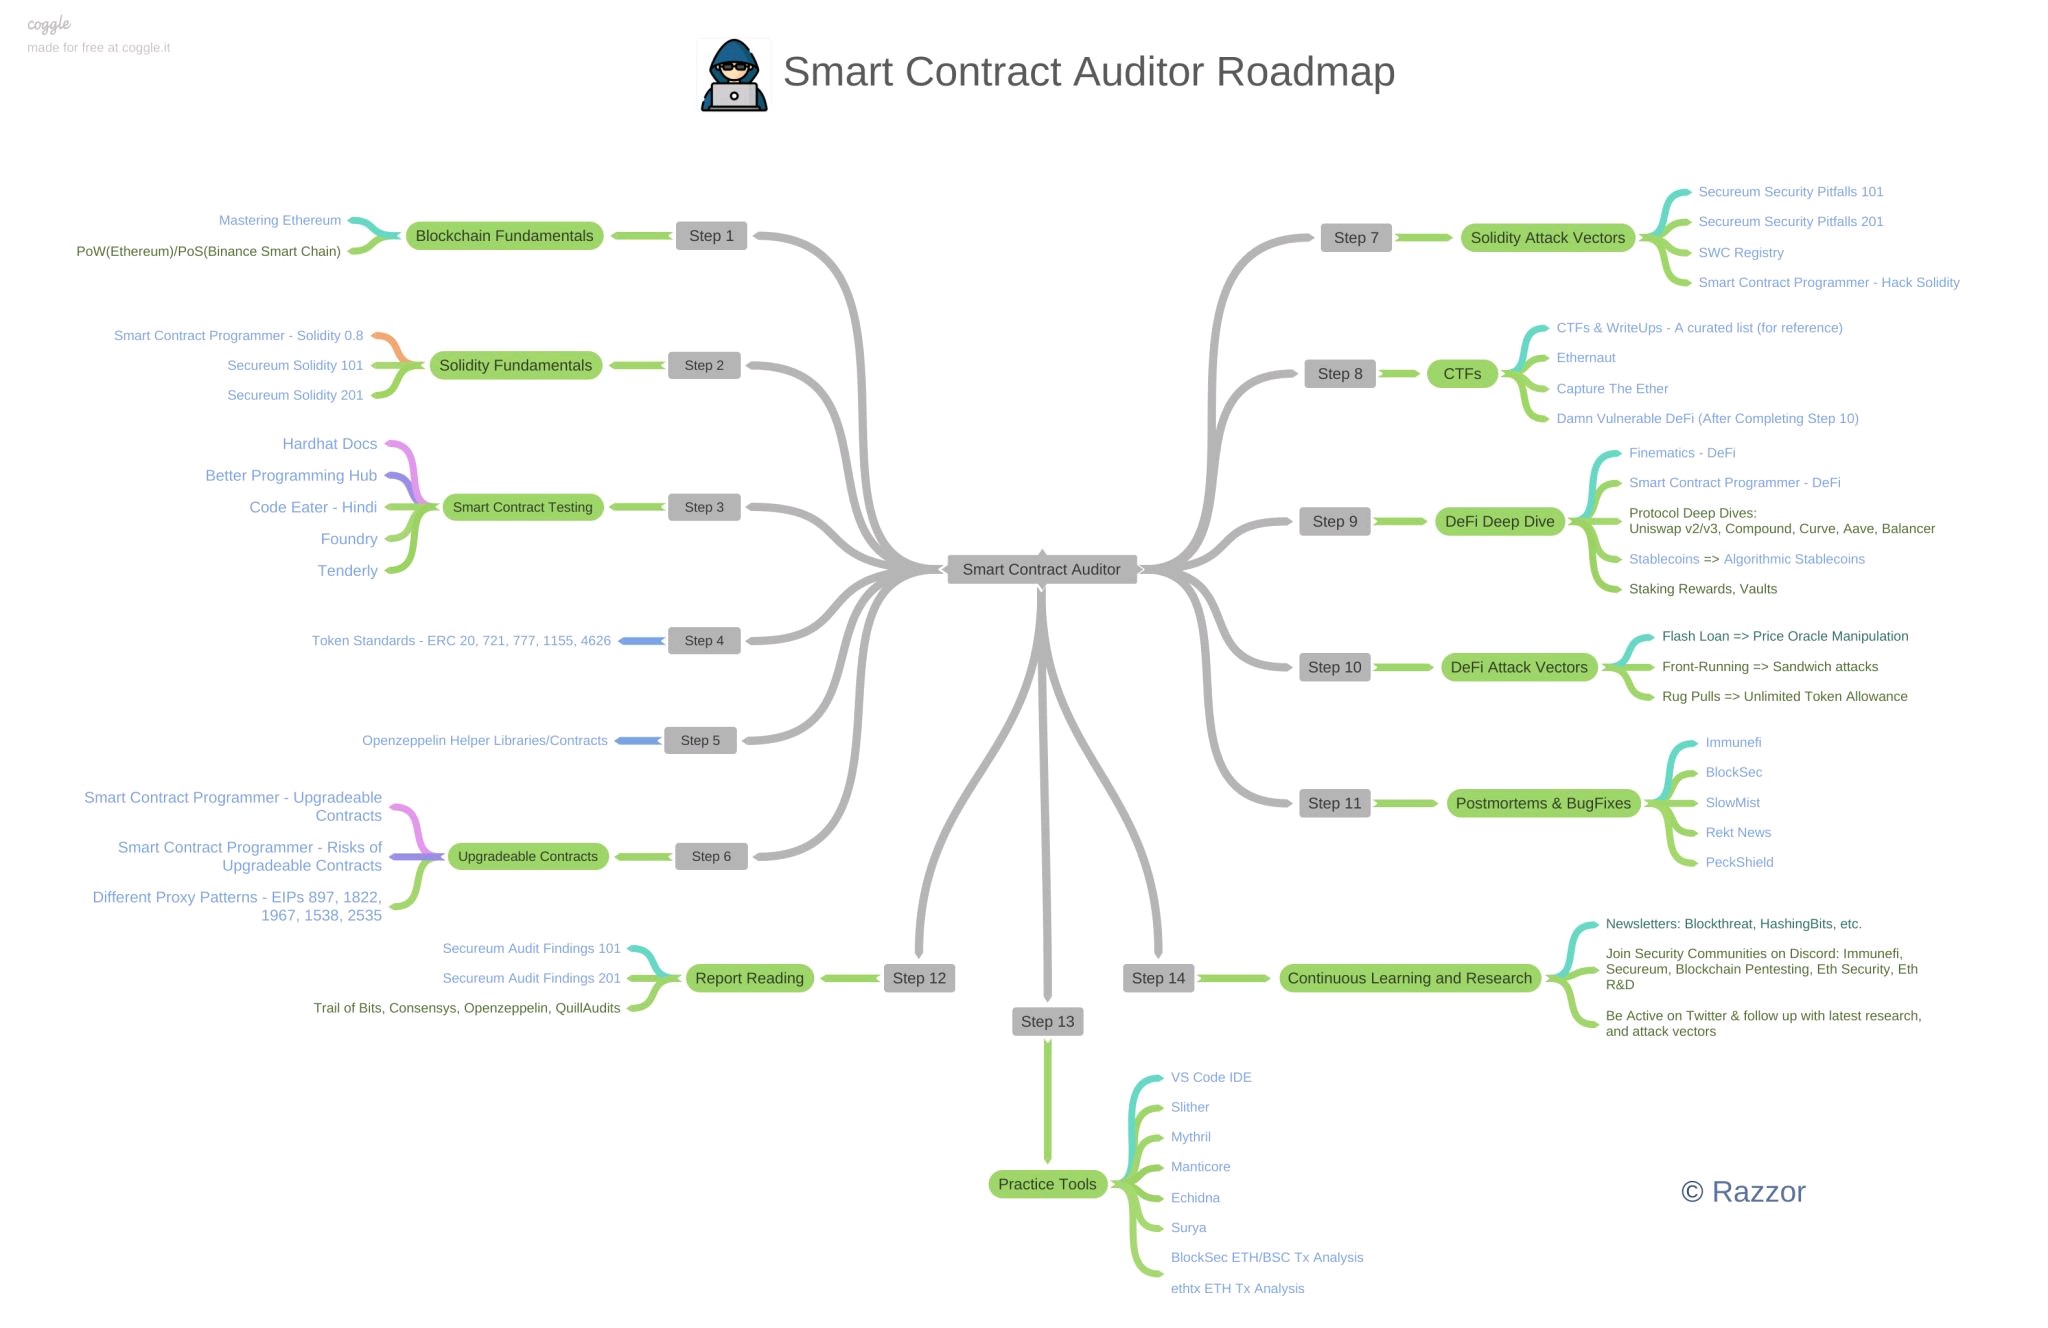 coggle
made for free at coggle.it
Smart Contract Auditor Roadmap
Smart Contract Auditor
Step 1
Blockchain Fundamentals
Mastering Ethereum
PoW(Ethereum)/PoS(Binance Smart Chain)
Step 2
Solidity Fundamentals
Smart Contract Programmer - Solidity 0.8
Secureum Solidity 101
Secureum Solidity 201
Step 3
Smart Contract Testing
Hardhat Docs
Better Programming Hub
Code Eater - Hindi
Foundry
Tenderly
Step 4
Token Standards - ERC 20, 721, 777, 1155, 4626
Step 5
Openzeppelin Helper Libraries/Contracts
Step 6
Upgradeable Contracts
Smart Contract Programmer - Upgradeable
Contracts
Smart Contract Programmer - Risks of
Upgradeable Contracts
Different Proxy Patterns - EIPs 897, 1822,
1967, 1538, 2535
Step 7
Solidity Attack Vectors
Secureum Security Pitfalls 101
Secureum Security Pitfalls 201
SWC Registry
Smart Contract Programmer - Hack Solidity
Step 8
CTFs
CTFs & WriteUps - A curated list (for reference)
Ethernaut
Capture The Ether
Damn Vulnerable DeFi (After Completing Step 10)
Step 9
DeFi Deep Dive
Finematics - DeFi
Smart Contract Programmer - DeFi
Protocol Deep Dives:
Uniswap v2/v3, Compound, Curve, Aave, Balancer
Stablecoins => Algorithmic Stablecoins
Staking Rewards, Vaults
Step 10
DeFi Attack Vectors
Flash Loan => Price Oracle Manipulation
Front-Running => Sandwich attacks
Rug Pulls => Unlimited Token Allowance
Step 11
Postmortems & BugFixes
Immunefi
BlockSec
SlowMist
Rekt News
PeckShield
Step 12
Report Reading
Secureum Audit Findings 101
Secureum Audit Findings 201
Trail of Bits, Consensys, Openzeppelin, QuillAudits
Step 13
Practice Tools
VS Code IDE
Slither
Mythril
Manticore
Echidna
Surya
BlockSec ETH/BSC Tx Analysis
ethtx ETH Tx Analysis
Step 14
Continuous Learning and Research
Newsletters: Blockthreat, HashingBits, etc.
Join Security Communities on Discord: Immunefi,
Secureum, Blockchain Pentesting, Eth Security, Eth
R&D
Be Active on Twitter & follow up with latest research,
and attack vectors
© Razzor